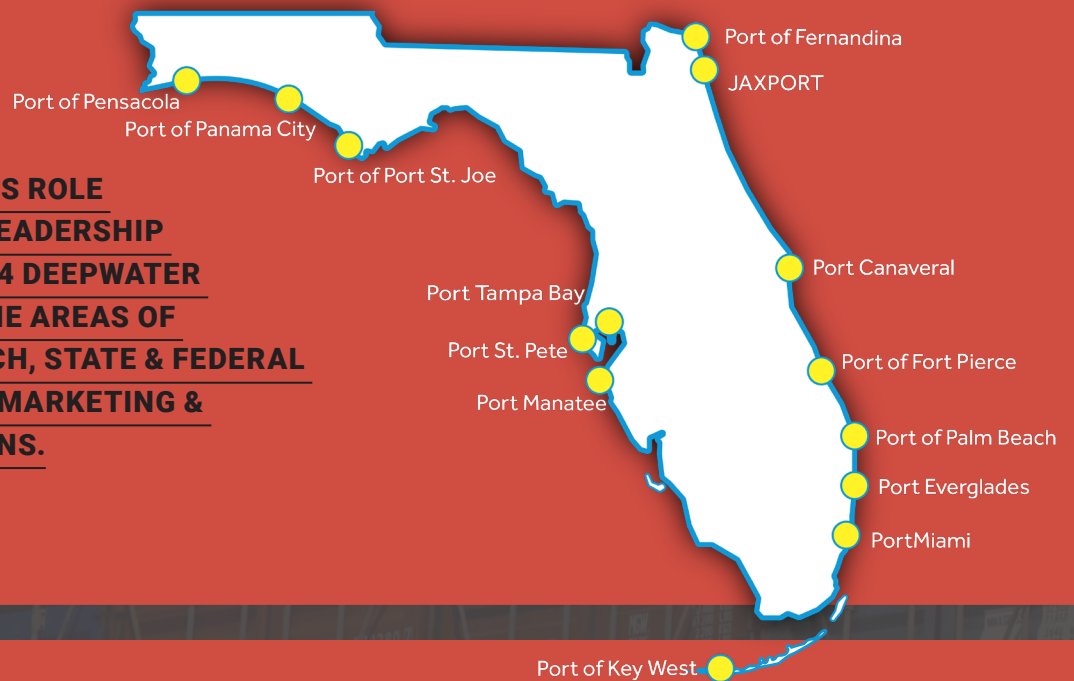 Port of Fernandina
JAXPORT
Port of Pensacola
Port of Panama City
Port of Port St. Joe
S ROLE
EADERSHIP
4 DEEPWATER
E AREAS OF
CH, STATE & FEDERAL
MARKETING &
NS.
Port Canaveral
Port Tampa Bay
Port St. Pete
Port Manatee
Port of Fort Pierce
Port of Palm Beach
Port Everglades
PortMiami
Port of Key West